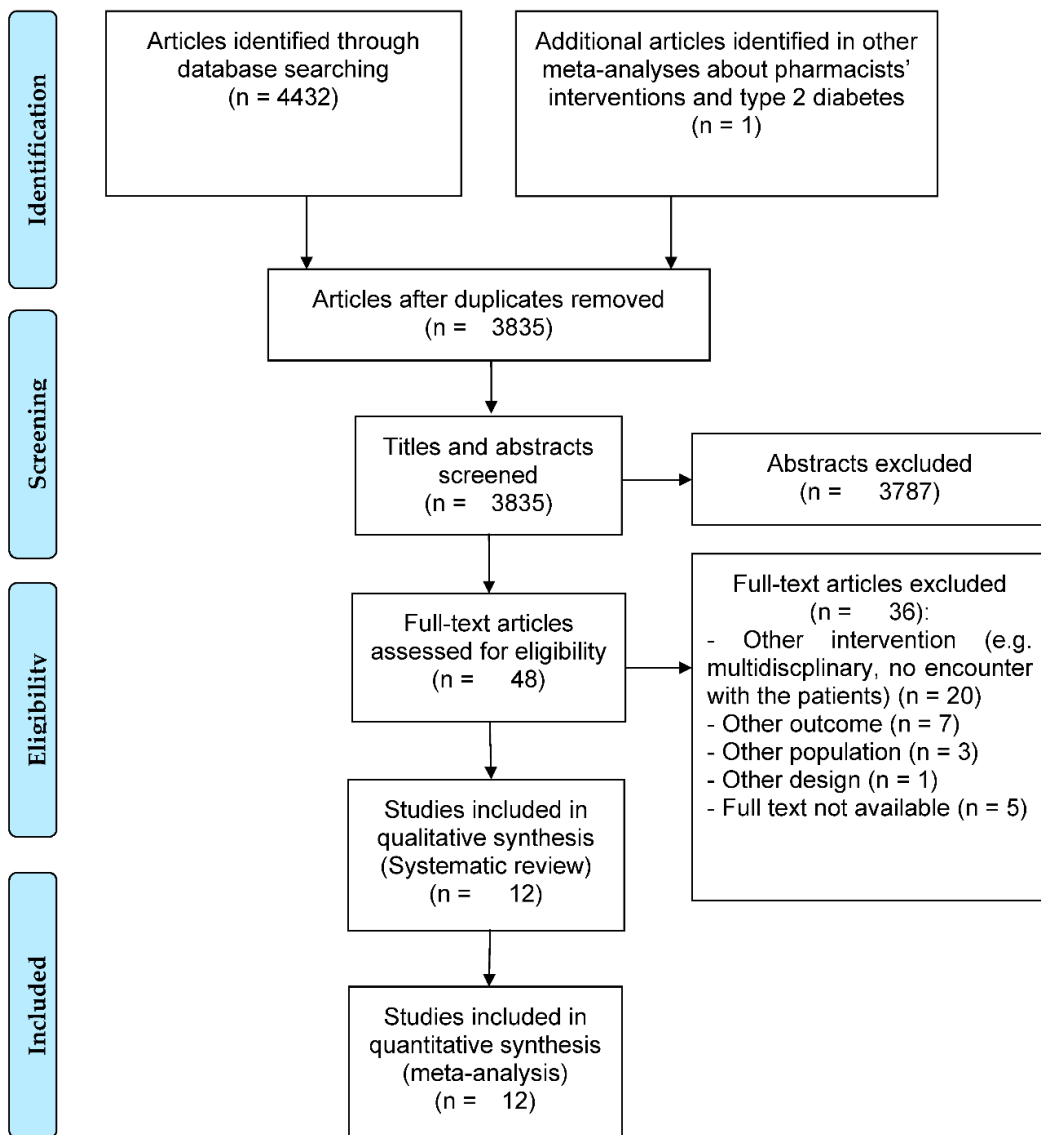 Identification
Articles identified through
database searching
(n = 4432)
Additional articles identified in other
meta-analyses about pharmacists'
interventions and type 2 diabetes
(n = 1)
Articles after duplicates removed
(n = 3835)
Screening
Titles and abstracts
screened
(n = 3835)
Abstracts excluded
(n = 3787)
Eligibility
Full-text articles
assessed for eligibility
(n = 48)
Full-text articles excluded
(n = 36):
- Other intervention (e.g.
multidiscplinary, no encounter
with the patients) (n = 20)
- Other outcome (n = 7)
- Other population (n = 3)
- Other design (n = 1)
- Full text not available (n = 5)
Studies included in
qualitative synthesis
(Systematic review)
(n = 12)
Included
Studies included in
quantitative synthesis
(meta-analysis)
(n = 12)